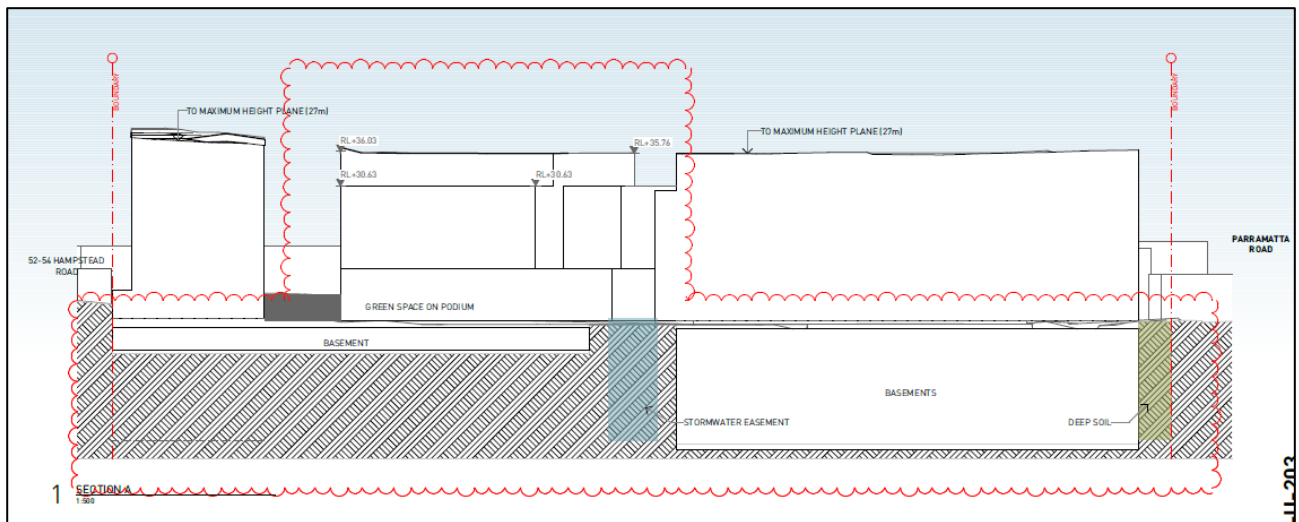 BOUNDARY
BOUNDARY
TO MAXIMUM HEIGHT PLANE (27m)
TO MAXIMUM HEIGHT PLANE (27m)
RL+36.03
RL+35.76
RL+30.63
RL+30.63
PARRAMATTA
ROAD
52-54 HAMPSTEAD
ROAD
GREEN SPACE ON PODIUM
BASEMENT
BASEMENTS
STORMWATER EASEMENT
DEEP SOIL
1
SECTION A
1:500